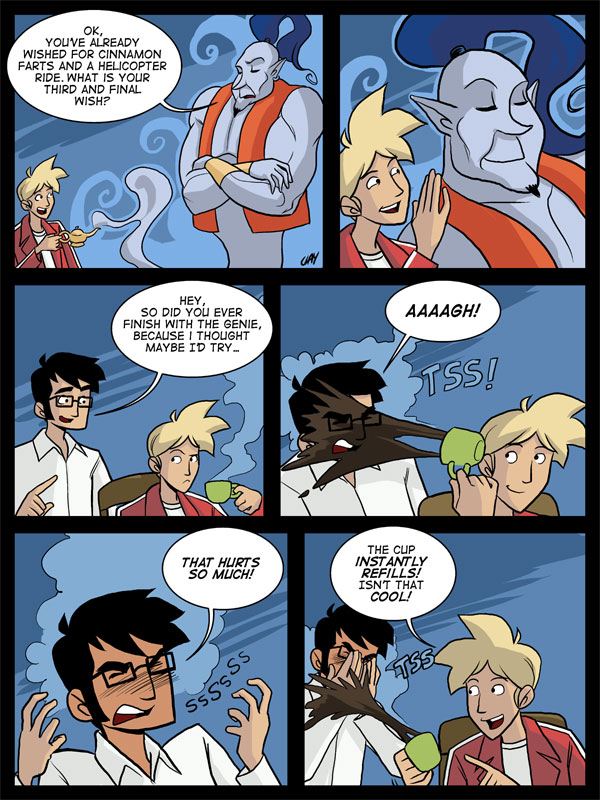 OK,
YOU'VE ALREADY
WISHED FOR CINNAMON
FARTS AND A HELICOPTER
RIDE. WHAT IS YOUR
THIRD AND FINAL
WISH?
HEY,
SO DID YOU EVER
FINISH WITH THE GENIE,
BECAUSE I THOUGHT
MAYBE I'D TRY...
AAAAGH!
TSS!
THAT HURTS
SO MUCH!
SSSSSSS
THE CUP
INSTANTLY
REFILLS!
ISN'T THAT
COOL!
TSS